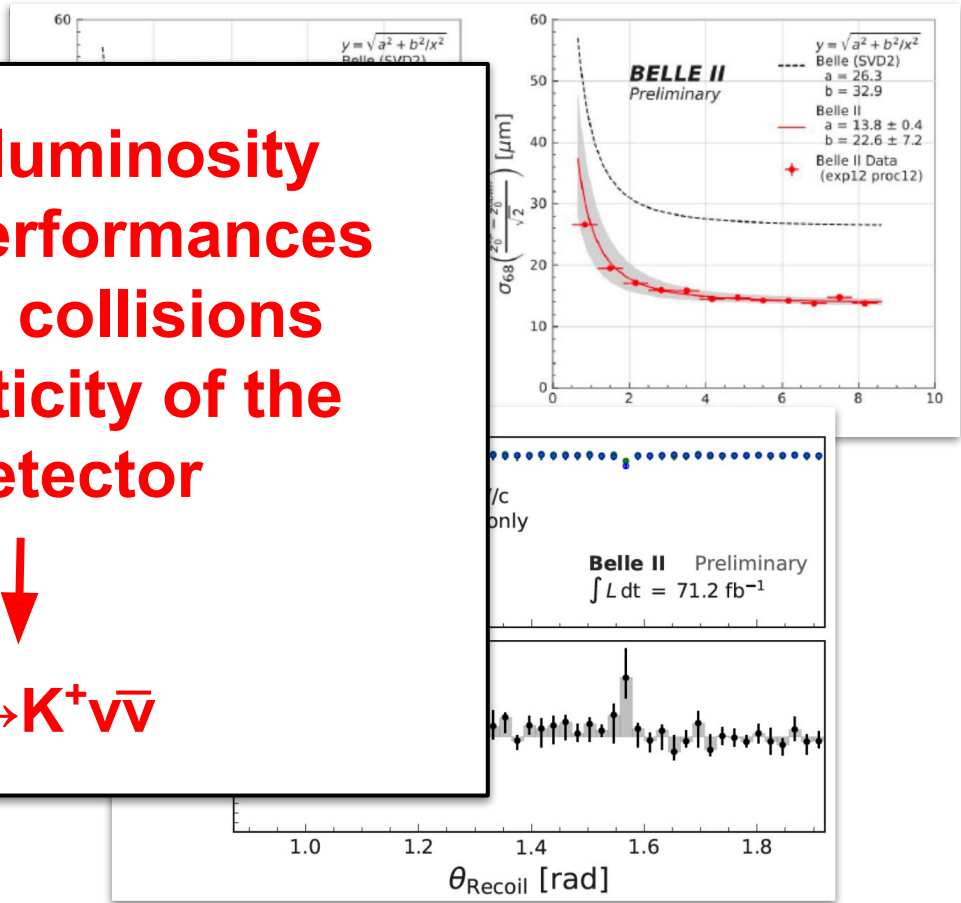 60
y = √a² + b²/x²
Belle (SVD2)
luminosity
erformances
collisions
ticity of the
etector
→K⁺νν̅
60
50
40
30
20
10
0
BELLE II
Preliminary
y = √a² + b²/x²
Belle (SVD2)
a = 26.3
b = 32.9
Belle II
a = 13.8 ± 0.4
b = 22.6 ± 7.2
Belle II Data
(exp12 proc12)
0 2 4 6 8 10
/c
only
Belle II Preliminary
∫ L dt = 71.2 fb⁻¹
1.0 1.2 1.4 1.6 1.8
θRecoil [rad]